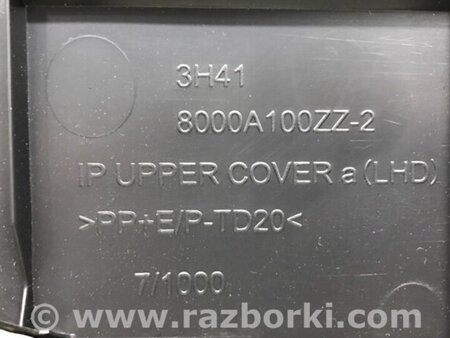 3H41
8000A100ZZ-2
IP UPPER COVER a (LHD)
>PP+E/P-TD20<
7/1000
www.razborki.com